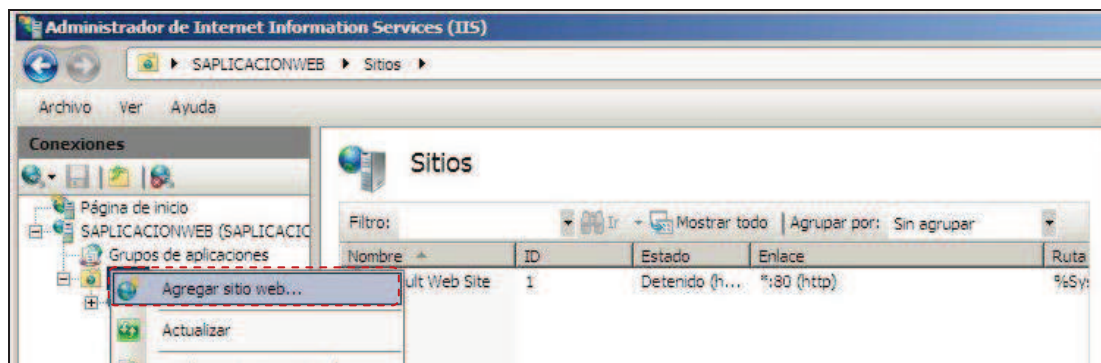 Administrador de Internet Information Services (IIS)
SAPLICACIONWEB ▸ Sitios ▸
Archivo Ver Ayuda
Conexiones
Página de inicio
SAPLICACIONWEB (SAPLICACIO
Grupos de aplicaciones
Agregar sitio web...
Actualizar
Sitios
Filtro: Ir Mostrar todo Agrupar por: Sin agrupar
Nombre ID Estado Enlace Ruta
ult Web Site 1 Detenido (h... *:80 (http) %Sy